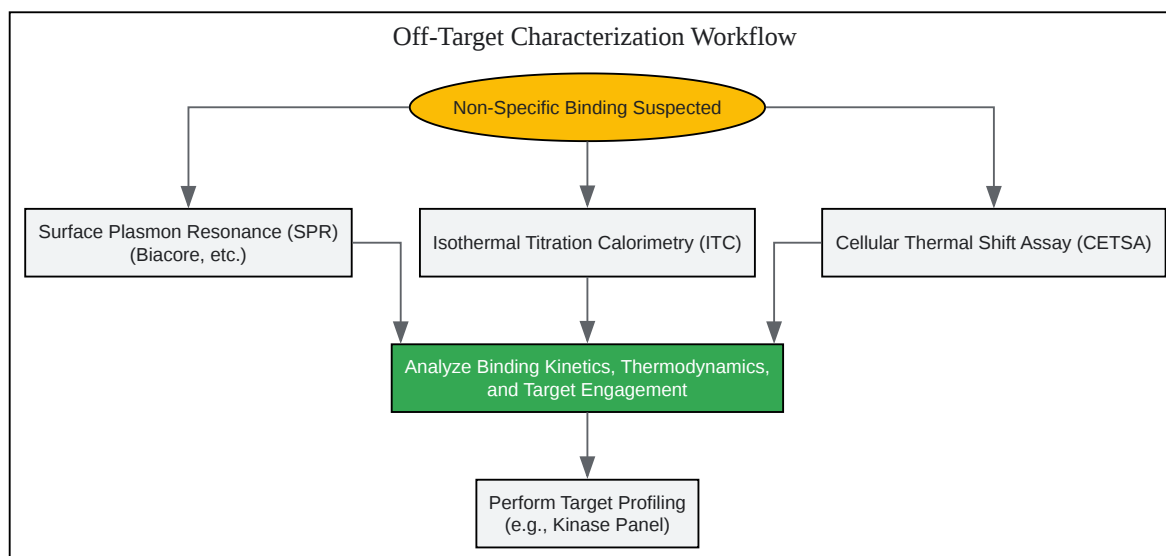 Off-Target Characterization Workflow
Non-Specific Binding Suspected
Surface Plasmon Resonance (SPR)
(Biacore, etc.)
Isothermal Titration Calorimetry (ITC)
Cellular Thermal Shift Assay (CETSA)
Analyze Binding Kinetics, Thermodynamics,
and Target Engagement
Perform Target Profiling
(e.g., Kinase Panel)